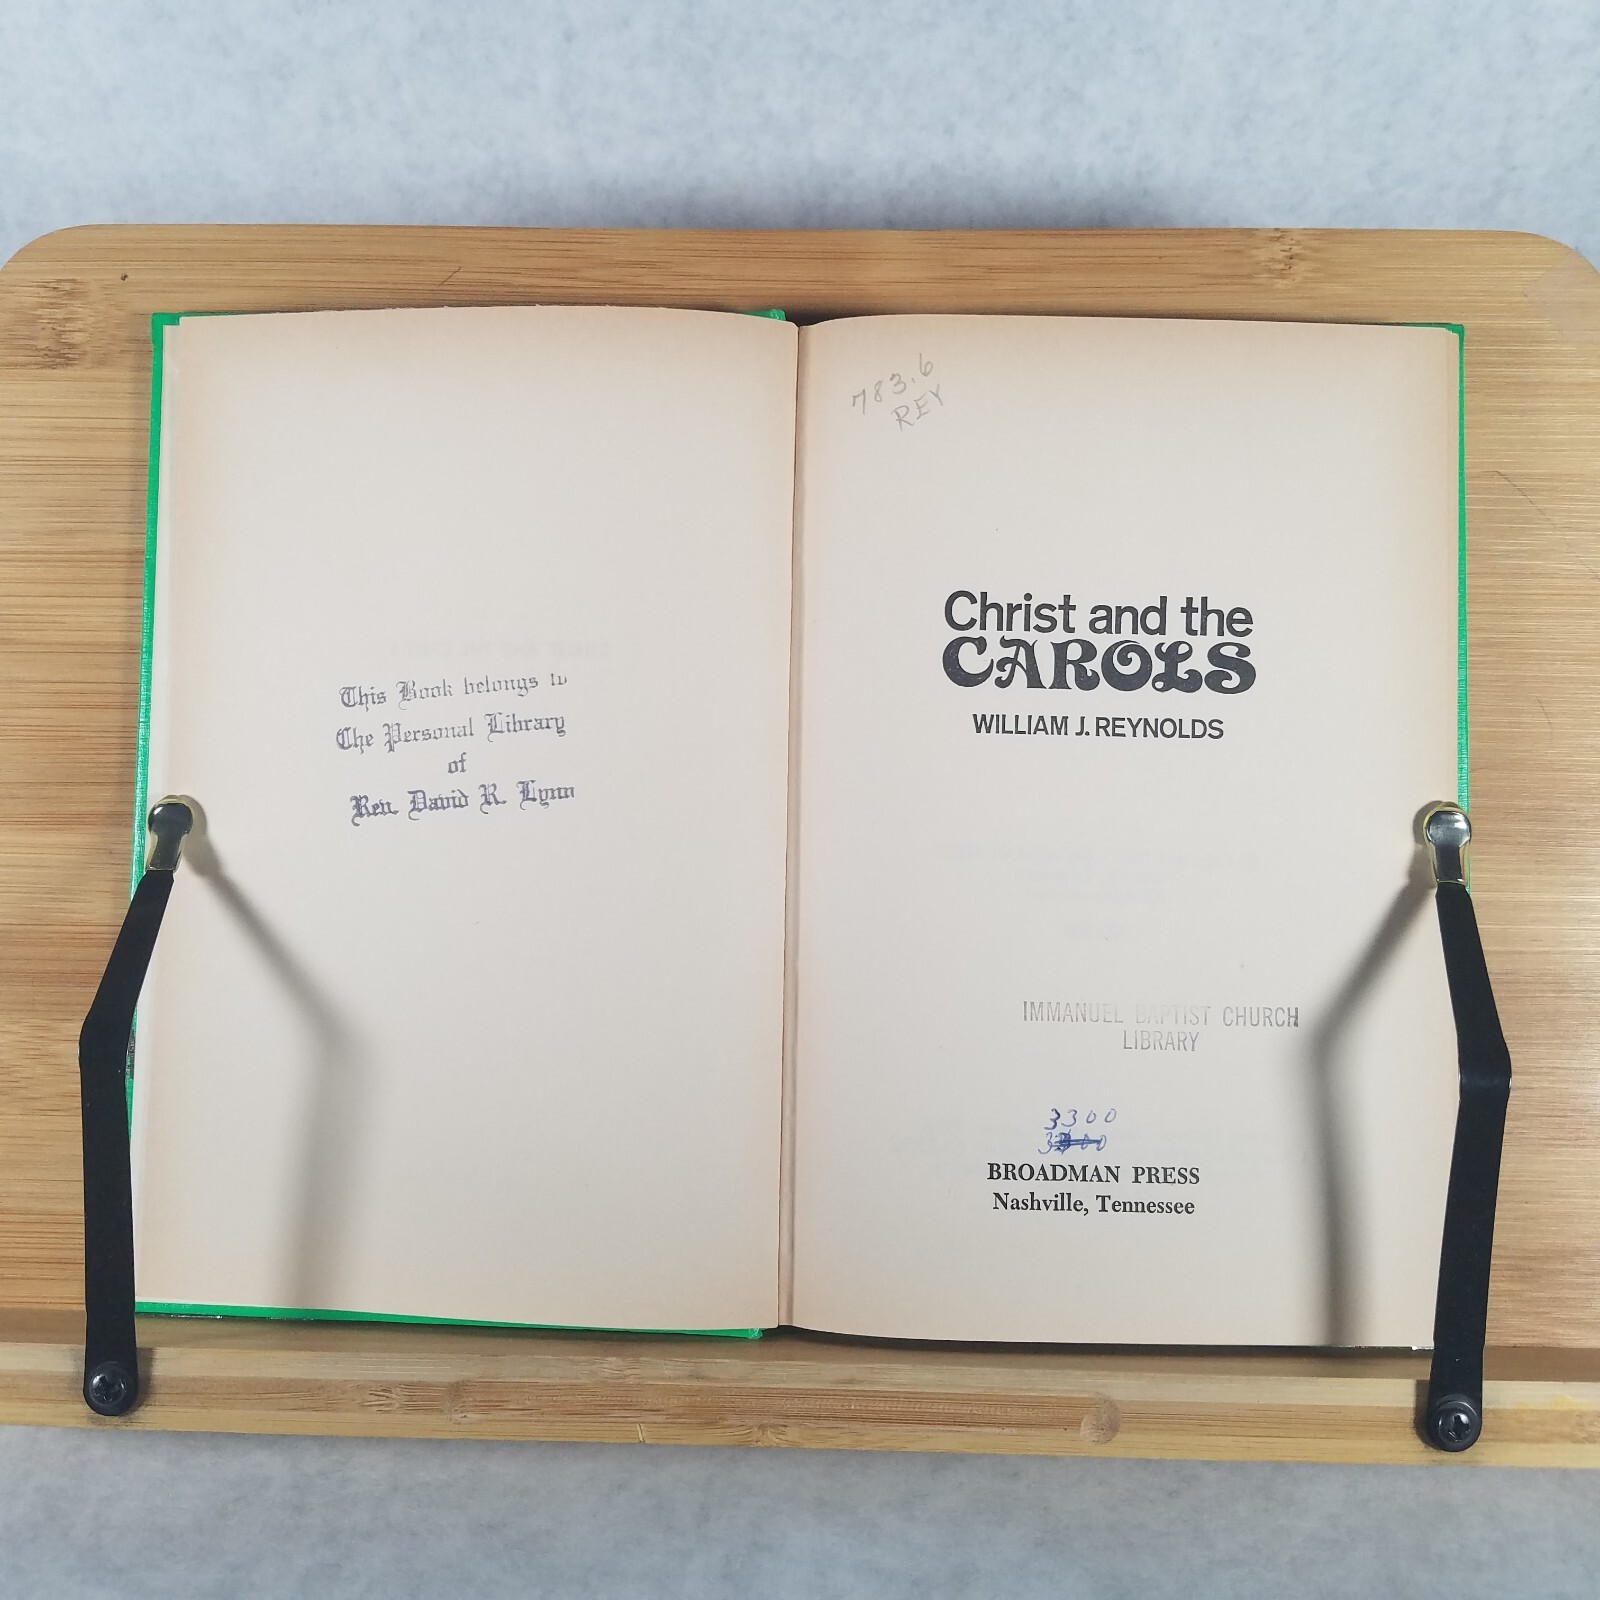 This Book belongs to
The Personal Library
of
Rev. David R. Lynn
783.6
REY
Christ and the
CAROLS
WILLIAM J. REYNOLDS
IMMANUEL BAPTIST CHURCH
LIBRARY
3300
BROADMAN PRESS
Nashville, Tennessee